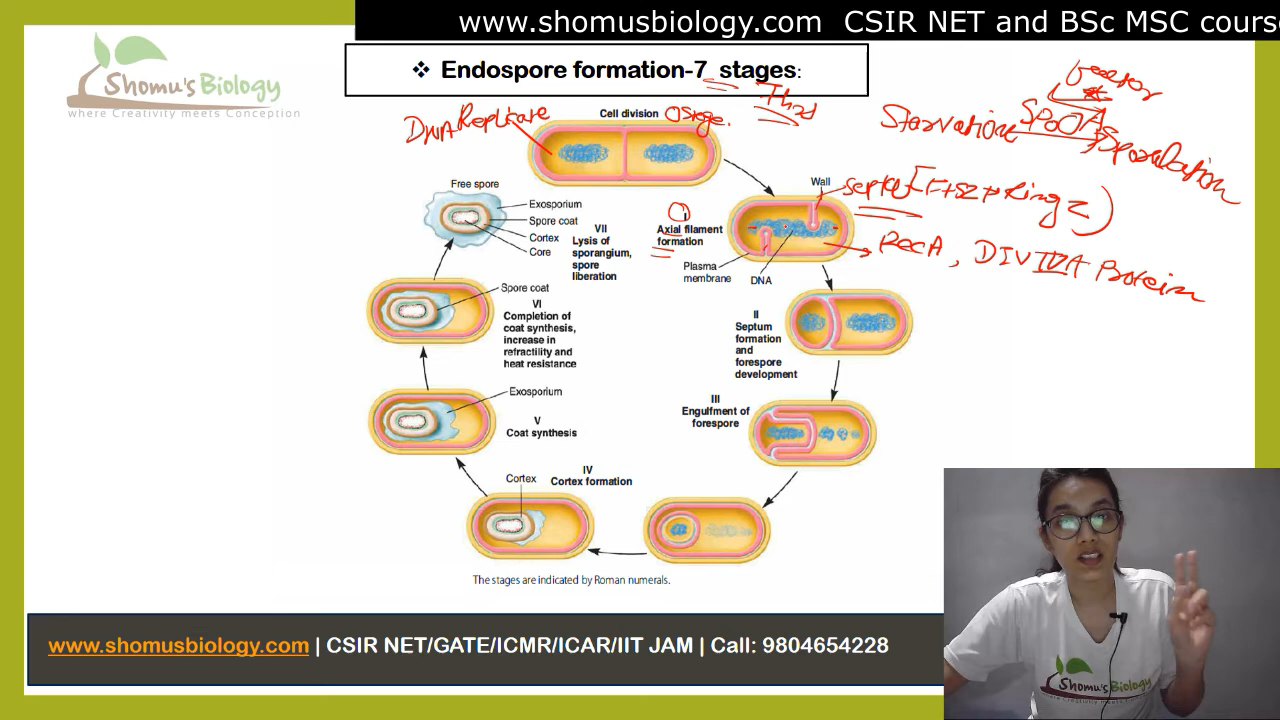 www.shomusbiology.com CSIR NET and BSc MSC course
Shomu's Biology
where Creativity meets Conception
❖ Endospore formation-7 stages:
DNA Replicate
Cell division
0 stage.
Starvation
Spo0A
Sporulation
Free spore
Exosporium
Spore coat
Cortex
Core
VII
Lysis of
sporangium,
spore
liberation
I
Axial filament
formation
Wall
Plasma
membrane
DNA
septa [FtsZ
Ring Z)
RecA, DIVIVA Protein
Spore coat
VI
Completion of
coat synthesis,
increase in
refractility and
heat resistance
II
Septum
formation
and
forespore
development
Exosporium
V
Coat synthesis
III
Engulfment of
forespore
Cortex
IV
Cortex formation
The stages are indicated by Roman numerals.
www.shomusbiology.com | CSIR NET/GATE/ICMR/ICAR/IIT JAM | Call: 9804654228
Shomu's Biology